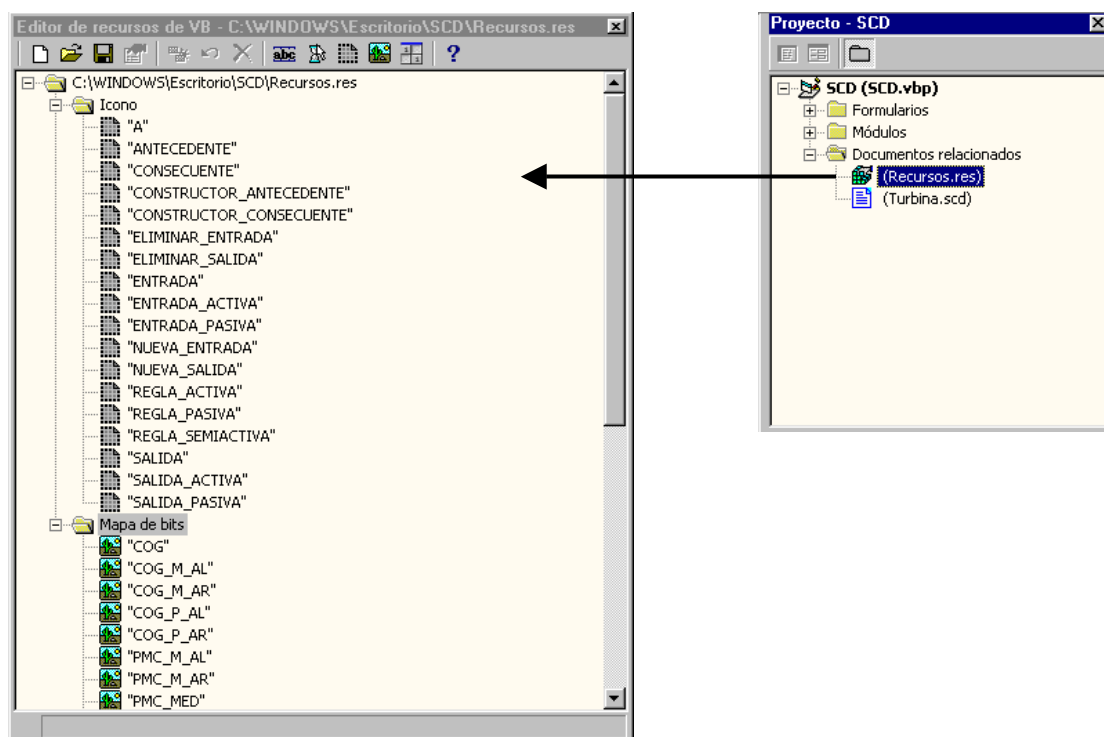 Editor de recursos de VB - C:\WINDOWS\Escritorio\SCD\Recursos.res
abc
?
C:\WINDOWS\Escritorio\SCD\Recursos.res
Icono
"A"
"ANTECEDENTE"
"CONSECUENTE"
"CONSTRUCTOR_ANTECEDENTE"
"CONSTRUCTOR_CONSECUENTE"
"ELIMINAR_ENTRADA"
"ELIMINAR_SALIDA"
"ENTRADA"
"ENTRADA_ACTIVA"
"ENTRADA_PASIVA"
"NUEVA_ENTRADA"
"NUEVA_SALIDA"
"REGLA_ACTIVA"
"REGLA_PASIVA"
"REGLA_SEMIACTIVA"
"SALIDA"
"SALIDA_ACTIVA"
"SALIDA_PASIVA"
Mapa de bits
"COG"
"COG_M_AL"
"COG_M_AR"
"COG_P_AL"
"COG_P_AR"
"PMC_M_AL"
"PMC_M_AR"
"PMC_MED"
Proyecto - SCD
SCD (SCD.vbp)
Formularios
Módulos
Documentos relacionados
(Recursos.res)
(Turbina.scd)